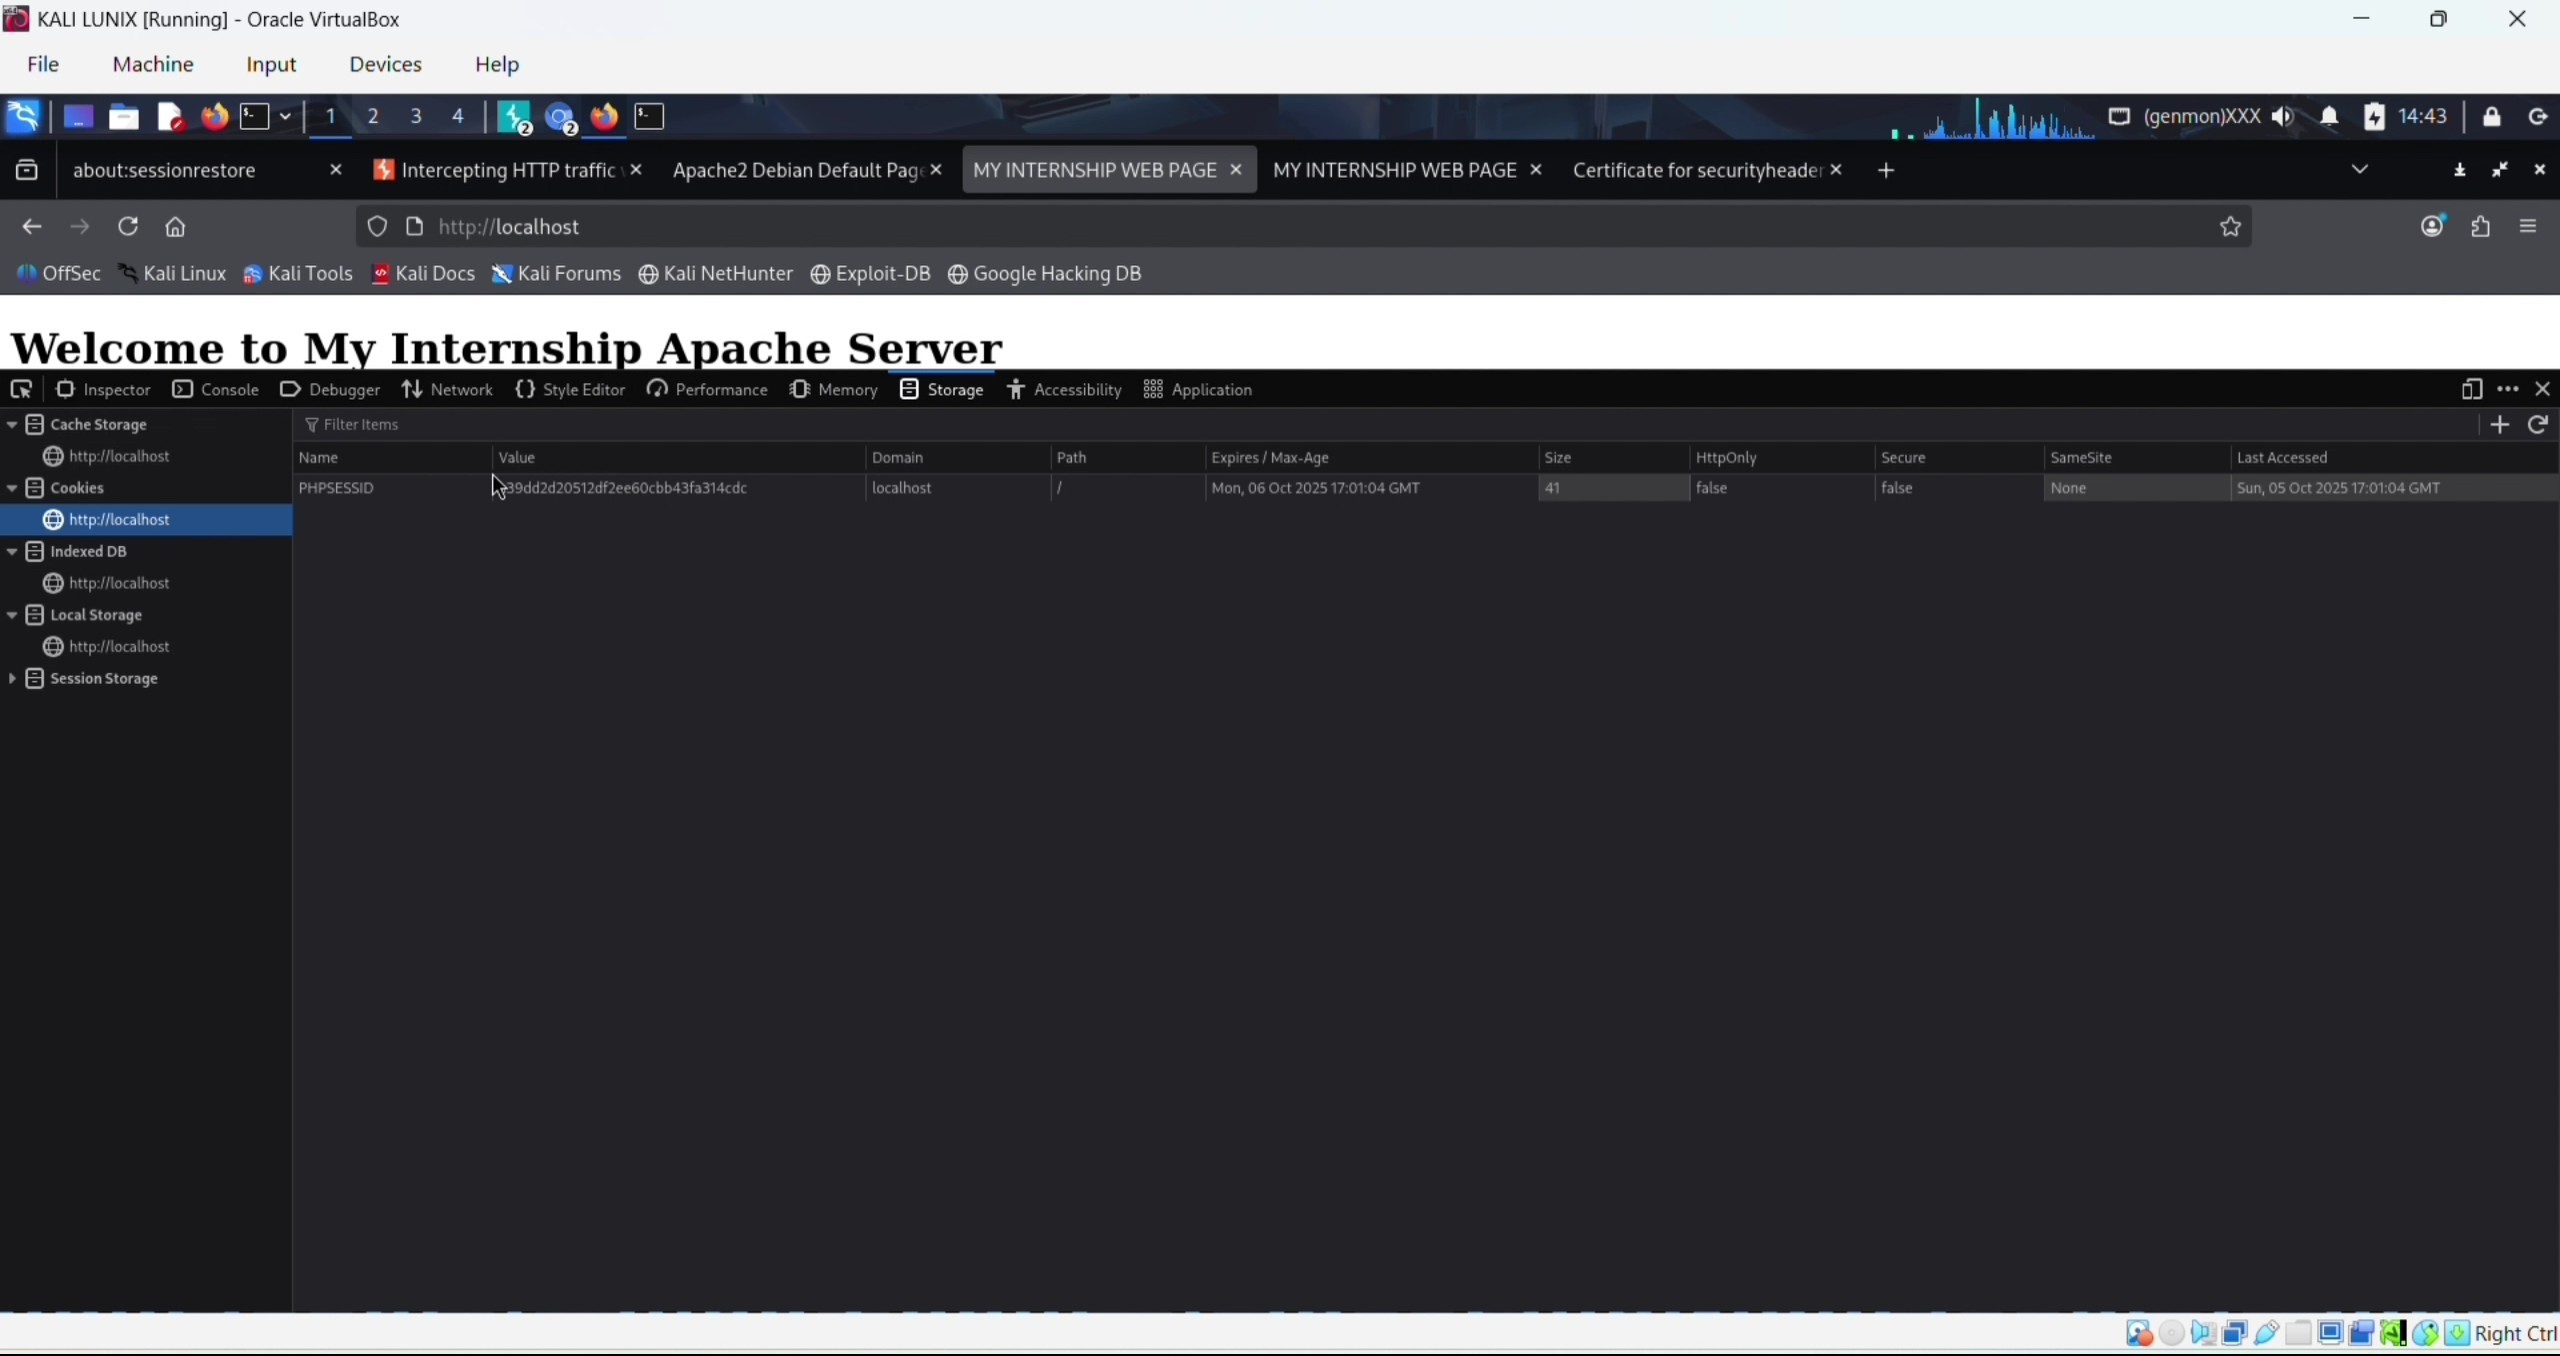 KALI LUNIX [Running] - Oracle VirtualBox
File Machine Input Devices Help
1 2 3 4 2 2 (genmon)XXX 14:43
about:sessionrestore Intercepting HTTP traffic Apache2 Debian Default Page MY INTERNSHIP WEB PAGE MY INTERNSHIP WEB PAGE Certificate for securityheader
http://localhost
OffSec Kali Linux Kali Tools Kali Docs Kali Forums Kali NetHunter Exploit-DB Google Hacking DB
Welcome to My Internship Apache Server
Inspector Console Debugger Network Style Editor Performance Memory Storage Accessibility Application
Cache Storage Filter Items
http://localhost Name Value Domain Path Expires / Max-Age Size HttpOnly Secure SameSite Last Accessed
Cookies PHPSESSID 39dd2d20512df2ee60cbb43fa314cdc localhost / Mon, 06 Oct 2025 17:01:04 GMT 41 false false None Sun, 05 Oct 2025 17:01:04 GMT
http://localhost
Indexed DB
http://localhost
Local Storage
http://localhost
Session Storage
Right Ctrl